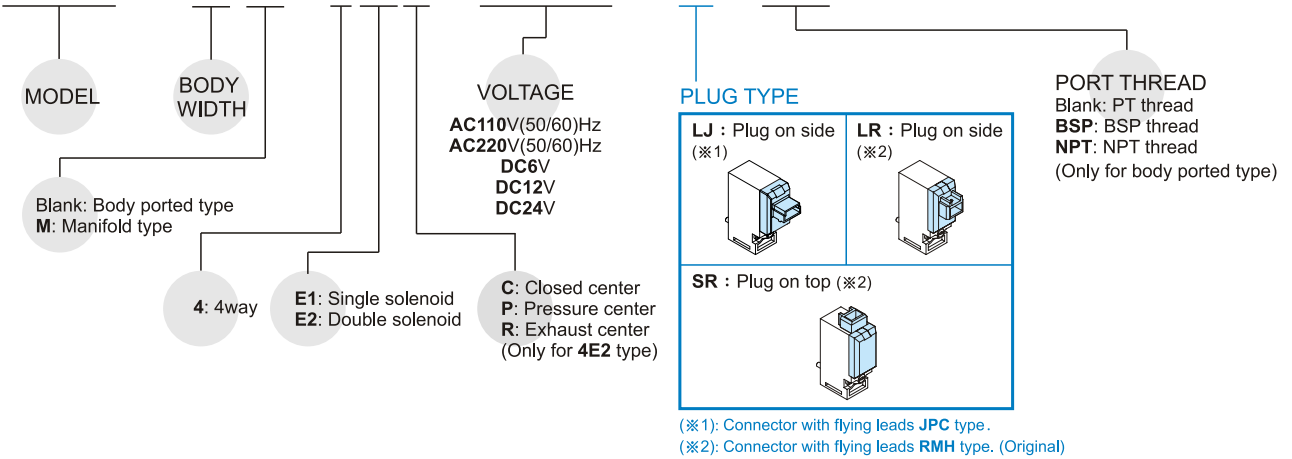 MODEL
BODY
WIDTH
Blank: Body ported type
M: Manifold type
4: 4way
E1: Single solenoid
E2: Double solenoid
C: Closed center
P: Pressure center
R: Exhaust center
(Only for 4E2 type)
VOLTAGE
AC110V(50/60)Hz
AC220V(50/60)Hz
DC6V
DC12V
DC24V
PLUG TYPE
LJ : Plug on side
(※1)
LR : Plug on side
(※2)
SR : Plug on top (※2)
(※1): Connector with flying leads JPC type.
(※2): Connector with flying leads RMH type. (Original)
PORT THREAD
Blank: PT thread
BSP: BSP thread
NPT: NPT thread
(Only for body ported type)